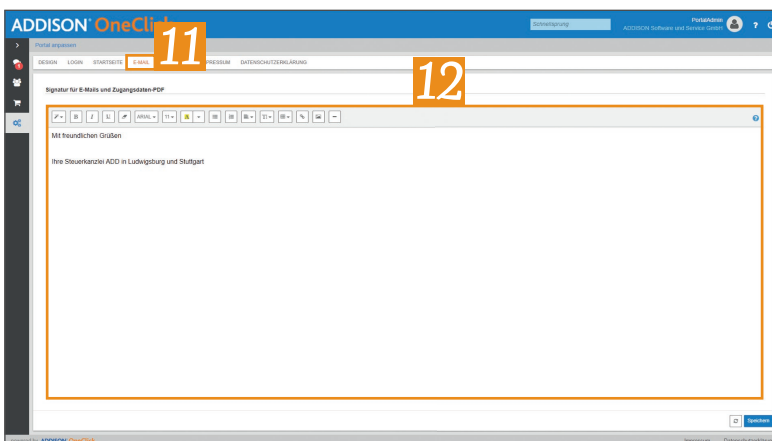 ADDISON OneClick
Schnellsprung
PortalAdmin
ADDISON Software und Service GmbH
?
Portal anpassen
DESIGN LOGIN STARTSEITE E-MAIL IMPRESSUM DATENSCHUTZERKLÄRUNG
11
12
Signatur für E-Mails und Zugangsdaten-PDF
B I U ARIAL 11 A
Mit freundlichen Grüßen
Ihre Steuerkanzlei ADD in Ludwigsburg und Stuttgart
Speichern
ADDISON OneClick
Impressum